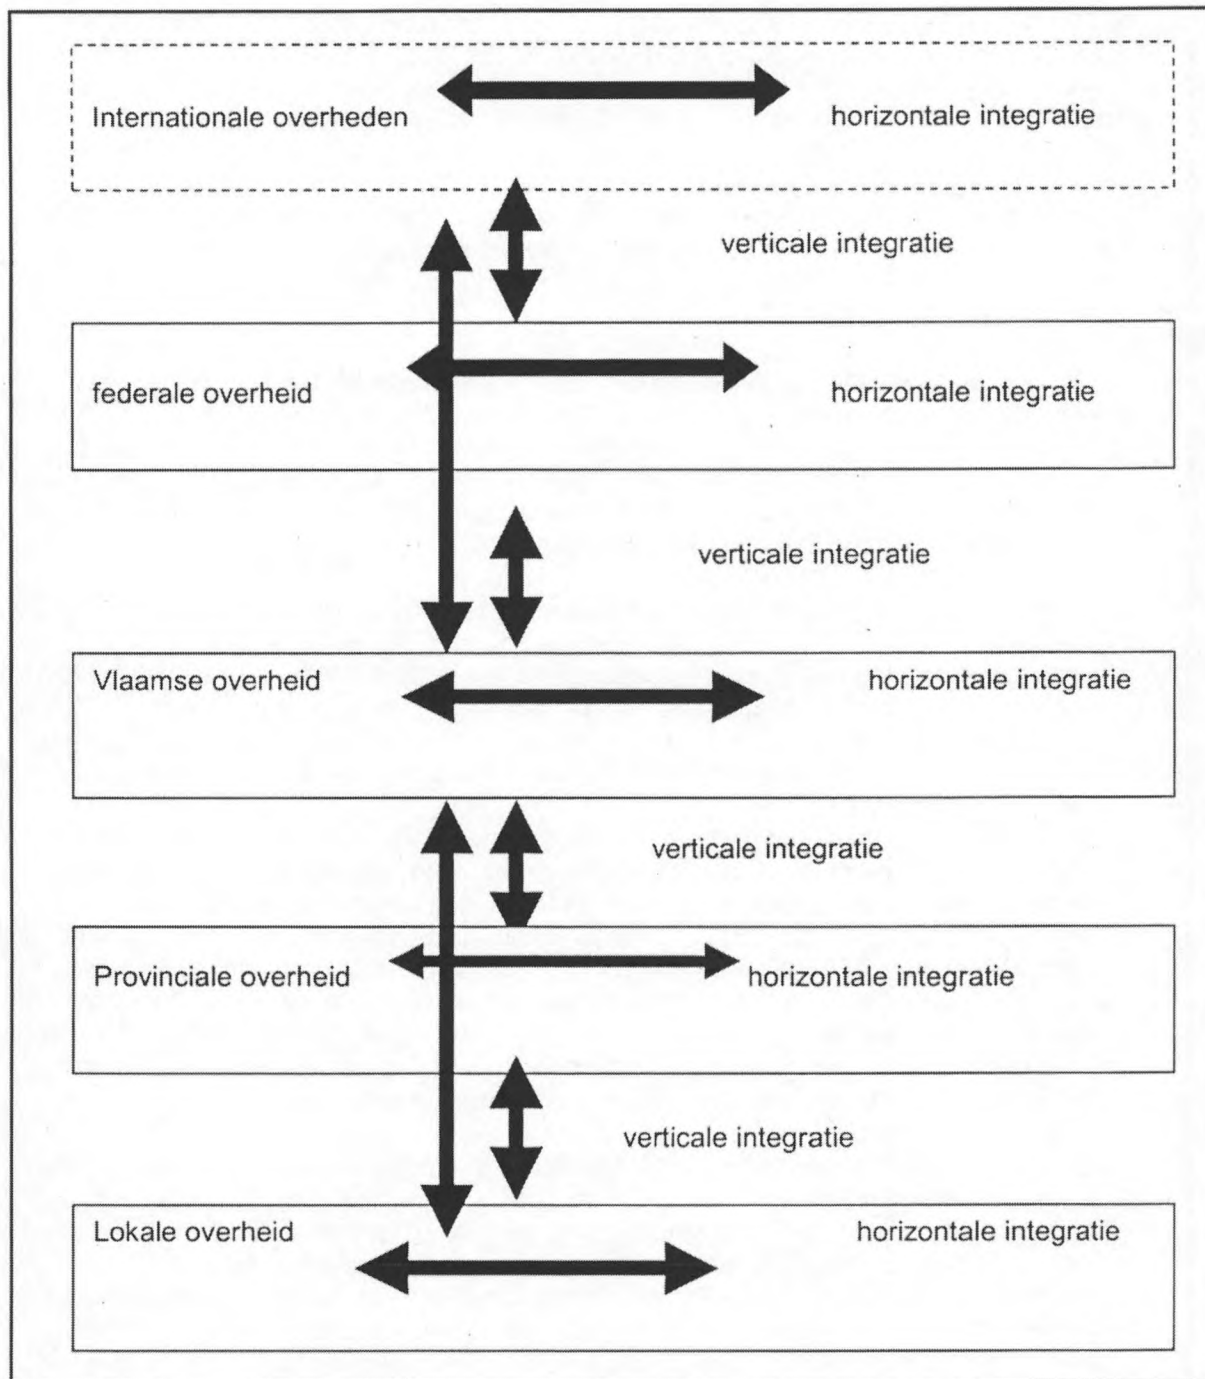 Internationale overheden
horizontale integratie
verticale integratie
federale overheid
horizontale integratie
verticale integratie
Vlaamse overheid
horizontale integratie
verticale integratie
Provinciale overheid
horizontale integratie
verticale integratie
Lokale overheid
horizontale integratie